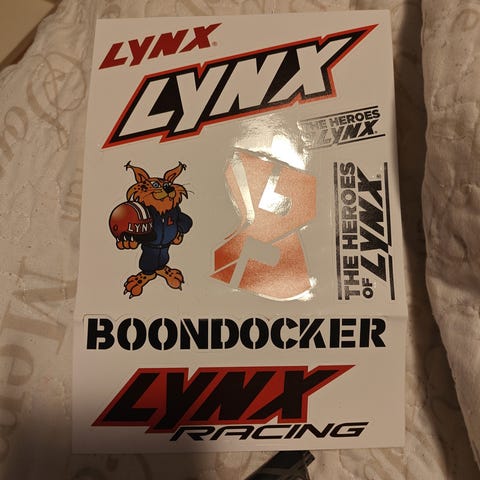 LYNX®
LYNX
THE HEROES
OF LYNX®
LYNX
L
THE HEROES
OF LYNX®
BOONDOCKER
LYNX
RACING